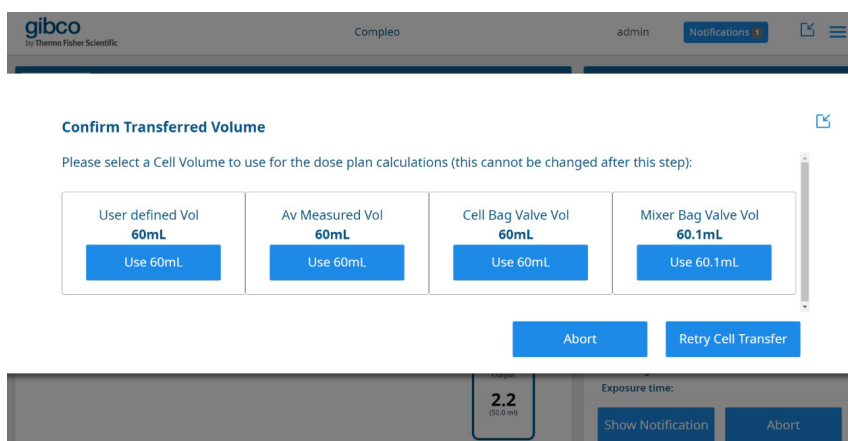 gibco
by Thermo Fisher Scientific
Compleo
admin
Notifications 1
Confirm Transferred Volume
Please select a Cell Volume to use for the dose plan calculations (this cannot be changed after this step):
User defined Vol
60mL
Use 60mL
Av Measured Vol
60mL
Use 60mL
Cell Bag Valve Vol
60mL
Use 60mL
Mixer Bag Valve Vol
60.1mL
Use 60.1mL
Abort
Retry Cell Transfer
Output
2.2
(50.0 ml)
Exposure time:
Show Notification
Abort